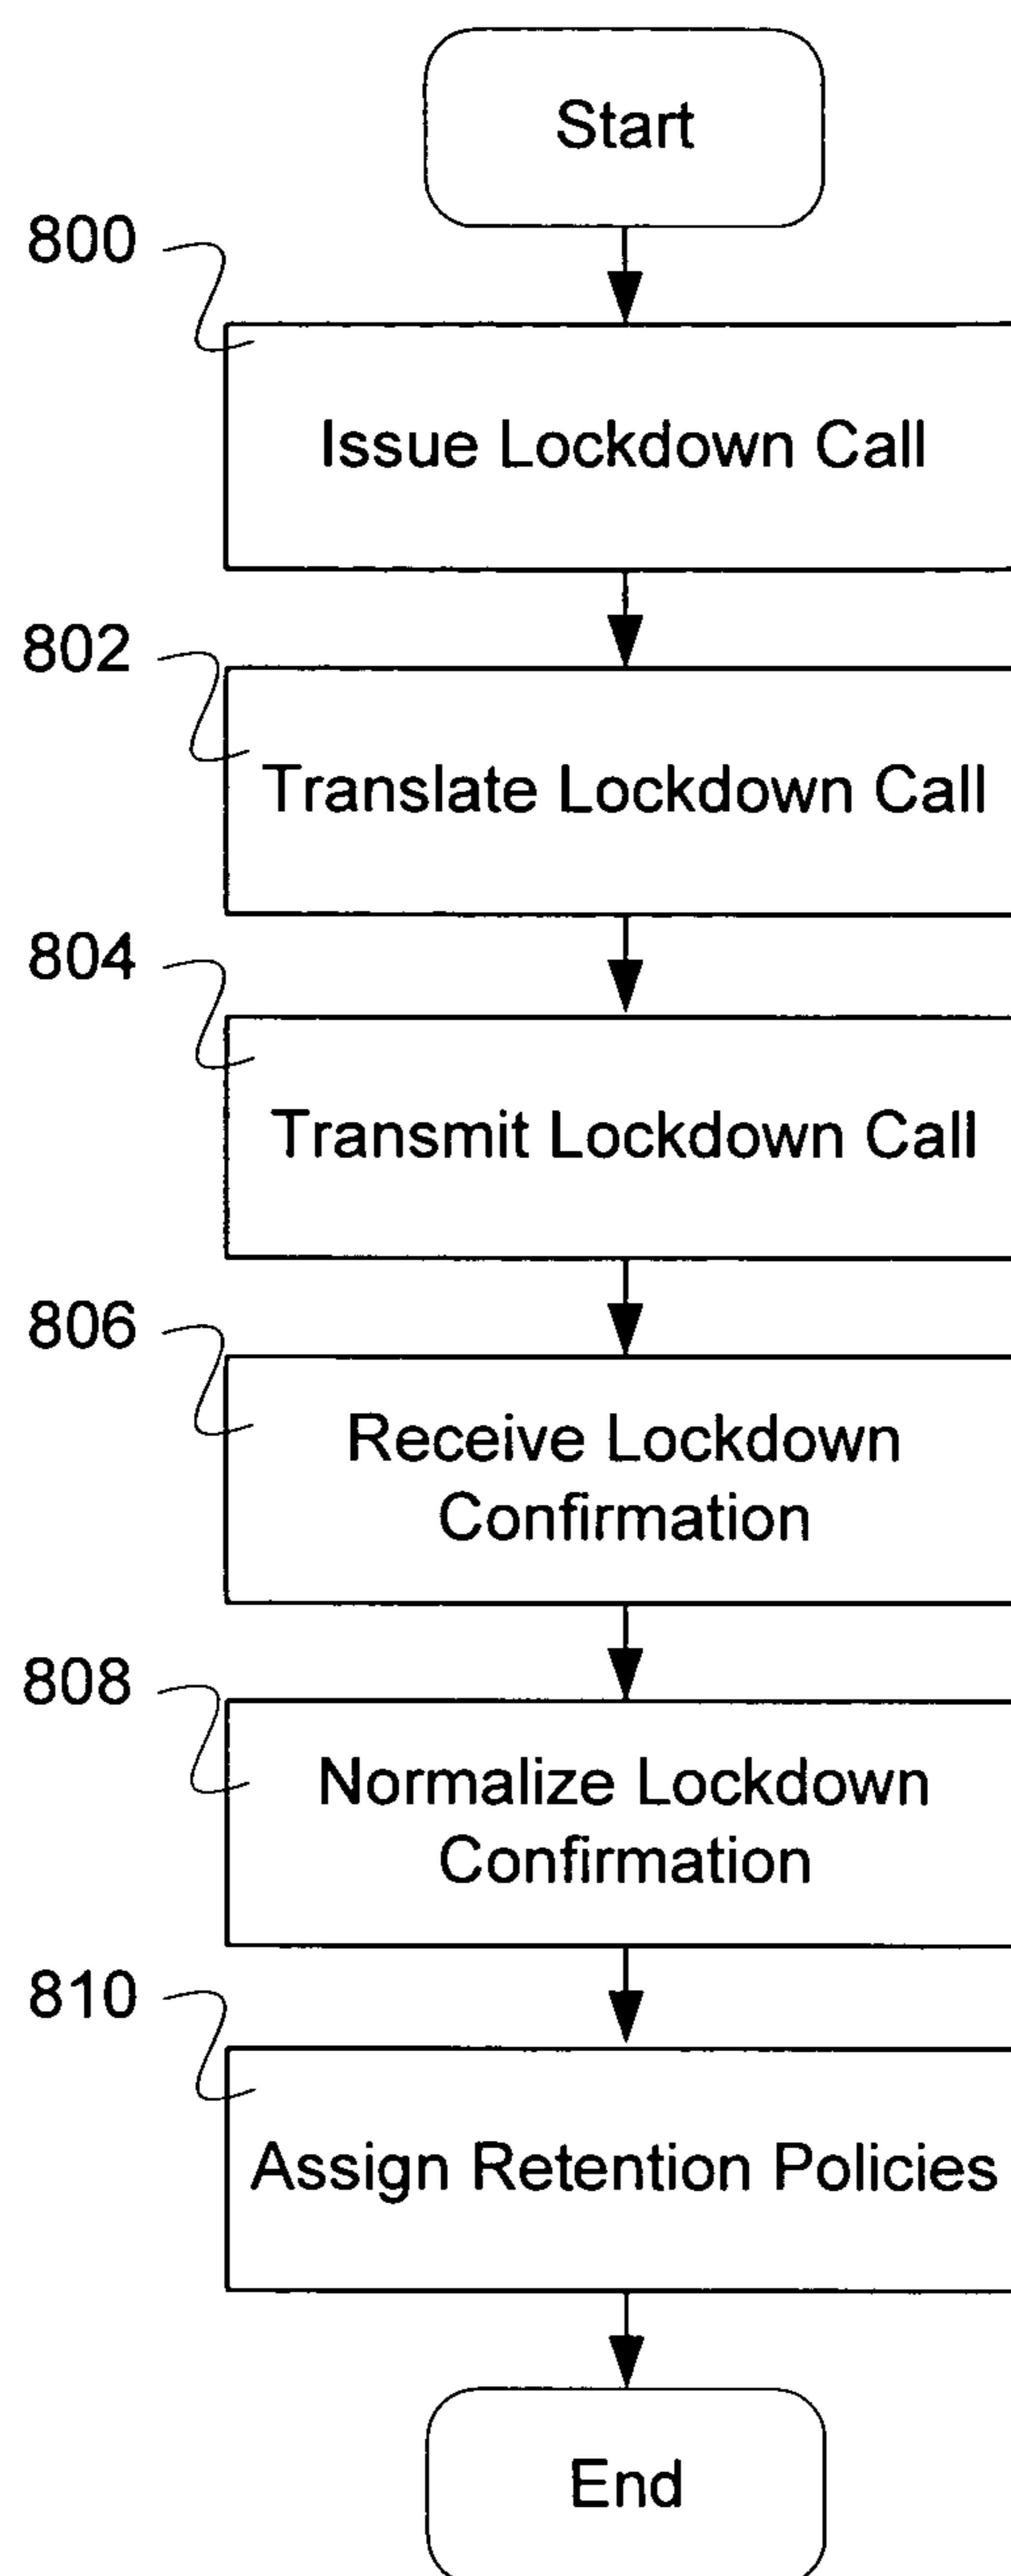 Start
800
Issue Lockdown Call
802
Translate Lockdown Call
804
Transmit Lockdown Call
806
Receive Lockdown
Confirmation
808
Normalize Lockdown
Confirmation
810
Assign Retention Policies
End